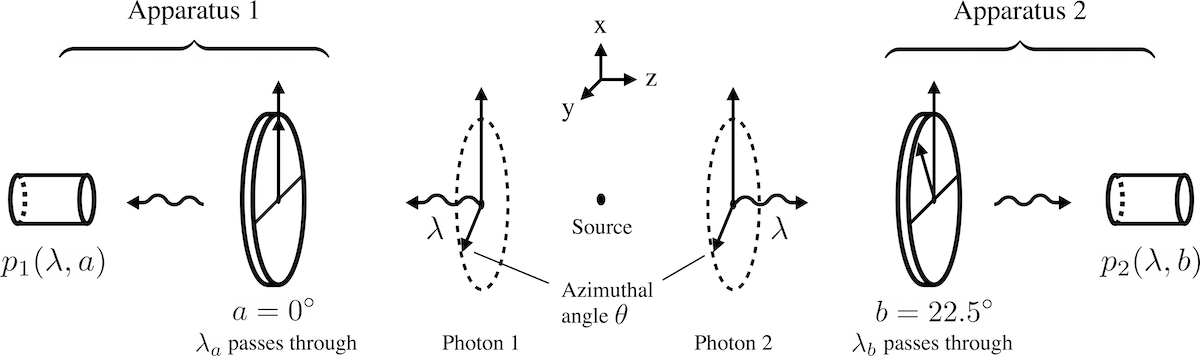 Apparatus 1
Apparatus 2
x
z
y
λ
λ
Source
p₁(λ, a)
p₂(λ, b)
Azimuthal
angle θ
a = 0°
b = 22.5°
λₐ passes through
Photon 1
Photon 2
λ_b passes through